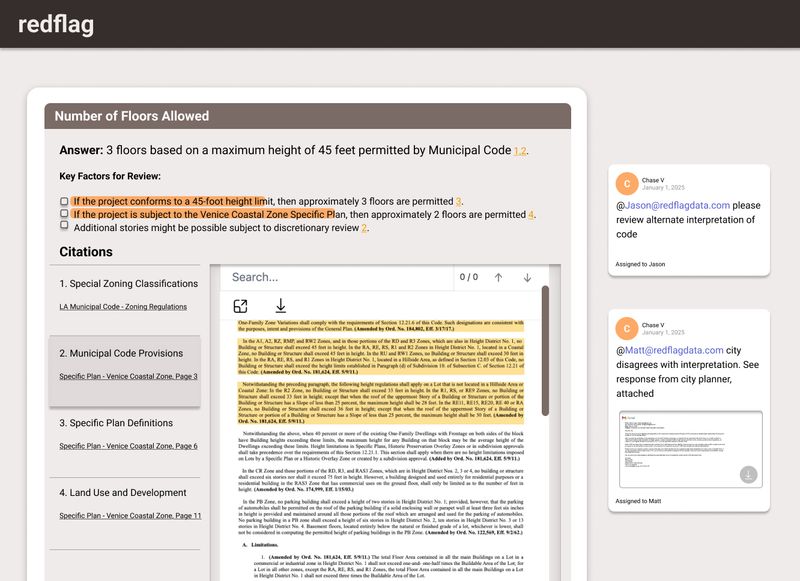 redflag
Number of Floors Allowed
Answer: 3 floors based on a maximum height of 45 feet permitted by Municipal Code 1,2.
Key Factors for Review:
If the project conforms to a 45-foot height limit, then approximately 3 floors are permitted 3.
If the project is subject to the Venice Coastal Zone Specific Plan, then approximately 2 floors are permitted 4.
Additional stories might be possible subject to discretionary review 2.
Citations
1. Special Zoning Classifications
LA Municipal Code - Zoning Regulations
2. Municipal Code Provisions
Specific Plan - Venice Coastal Zone, Page 3
3. Specific Plan Definitions
Specific Plan - Venice Coastal Zone, Page 6
4. Land Use and Development
Specific Plan - Venice Coastal Zone, Page 11
Search...
0 / 0
One-Family Zone Variations shall comply with the requirements of Section 12.21.6 of this Code. Such designations are consistent with
the purposes, intent and provisions of the General Plan. (Amended by Ord. No. 184,802, Eff. 3/17/17.)
In the A1, A2, RZ, RMP, and RW2 Zones, and in those portions of the RD and R3 Zones, which are also in Height District No. 1, no
Building or Structure shall exceed 45 feet in height. In the RA, RE, RS, R1 and R2 Zones in Height District No. 1, located in a Coastal
Zone, no Building or Structure shall exceed 45 feet in height. In the RU and RW1 Zones, no Building or Structure shall exceed 30 feet
in height. In the RA, RE, RS, and R1 Zones in Height District No. 1, located in a Hillside Area, no Building or Structure
shall exceed the height limits established in Paragraph (d) of Subdivision 10. of Subsection C. of Section 12.21 of
this Code. (Amended by Ord. No. 181,624, Eff. 5/9/11.)
Notwithstanding the preceding paragraph, the following height regulations shall apply on a Lot that is not located in a Hillside Area or
Coastal Zone: In the R2 Zone, no Building or Structure shall exceed 33 feet in height. In the R1, RS, or RE9 Zones, no Building or
Structure shall exceed 33 feet in height; except that when the roof of the uppermost Story of a Building or Structure or portion of a
Building or Structure has a Slope of less than 25 percent, the maximum height shall be 28 feet. In the RE11, RE15, RE20, RE 40 or RA
Zones, no Building or Structure shall exceed 36 feet in height; except that when the roof of the uppermost Story of a Building or
Structure or portion of a Building or Structure has a Slope of less than 25 percent, the maximum height shall be 30 feet. (Amended by
Ord. No. 181,624, Eff. 5/9/11.)
Notwithstanding the above, when 40 percent or more of the existing One-Family Dwellings with Frontage on both sides of the block
have Building heights exceeding these limits, the maximum height for any Building on that block may be the average height of the
Dwellings exceeding these limits.
shall take precedence over the requirements of this Section 12.21.1. This section shall apply when there are no height limits imposed
on Lots by a Specific Plan or a Historic Overlay Zone or created by a subdivision approval. (Added by Ord. No. 181,624, Eff. 5/9/11.)
In the CR Zone and those portions of the RD, R3, and RAS3 Zones, which are in Height District Nos. 2, 3 or 4, no building or structure
shall exceed six stories nor shall it exceed 75 feet in height. However, a building designed and used entirely for residential purposes or a
residential building in the RAS3 Zone that has commercial uses on the ground floor, shall only be limited as to the number of feet in
height. (Amended by Ord. No. 174,999, Eff. 1/15/03.)
In the PB Zone, no parking building shall exceed a height of two stories in Height District No. 1, provided, however, that the parking
of automobiles shall be permitted on the roof of the parking building if a solid enclosing wall or parapet wall at least three feet six inches
in height is provided and maintained around all those portions of the roof which are arranged and used for the parking of automobiles.
No parking building in a PB zone shall exceed a height of six stories in Height District No. 2, ten stories in Height District No. 3 or 13
stories in Height District No. 4. Basement floors, located entirely below the natural or finished grade of a lot, whichever is lower, shall
not be considered in computing the permitted height of parking buildings in the PB Zone. (Amended by Ord. No. 122,569, Eff. 9/2/62.)
A. Limitations.
1. (Amended by Ord. No. 181,624, Eff. 5/9/11.) The total Floor Area contained in all the main Buildings on a Lot in a
commercial or industrial zone in Height District No. 1 shall not exceed one-and- one-half times the Buildable Area of the Lot; for
a Lot in all other zones, except the RA, RE, RS, and R1 Zones, the total Floor Area contained in all the main Buildings on a Lot
in Height District No. 1 shall not exceed three times the Buildable Area of the Lot.
C
Chase V
January 1, 2025
@Jason@redflagdata.com please
review alternate interpretation of
code
Assigned to Jason
C
Chase V
January 1, 2025
@Matt@redflagdata.com city
disagrees with interpretation. See
response from city planner,
attached
Assigned to Matt